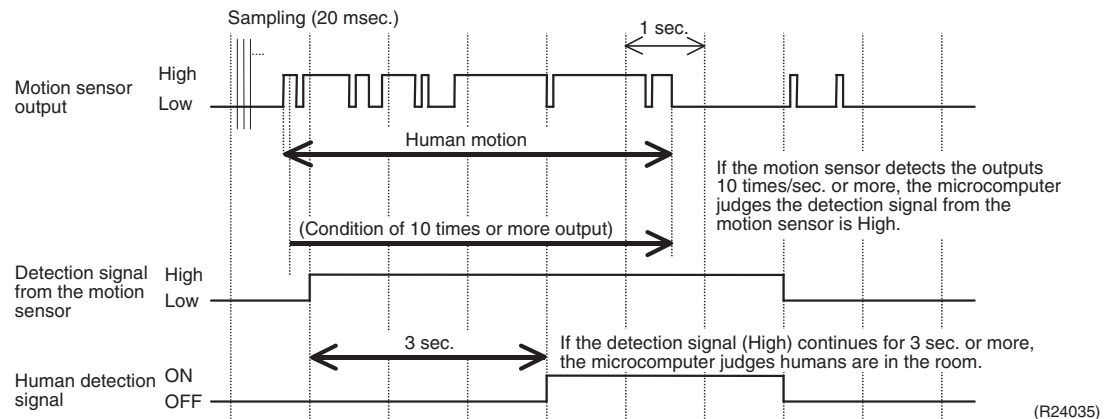 Sampling (20 msec.)
....
1 sec.
Motion sensor
output
High
Low
Human motion
If the motion sensor detects the outputs
10 times/sec. or more, the microcomputer
judges the detection signal from the
motion sensor is High.
(Condition of 10 times or more output)
Detection signal
from the motion
sensor
High
Low
3 sec.
If the detection signal (High) continues for 3 sec. or more,
the microcomputer judges humans are in the room.
Human detection
signal
ON
OFF
(R24035)